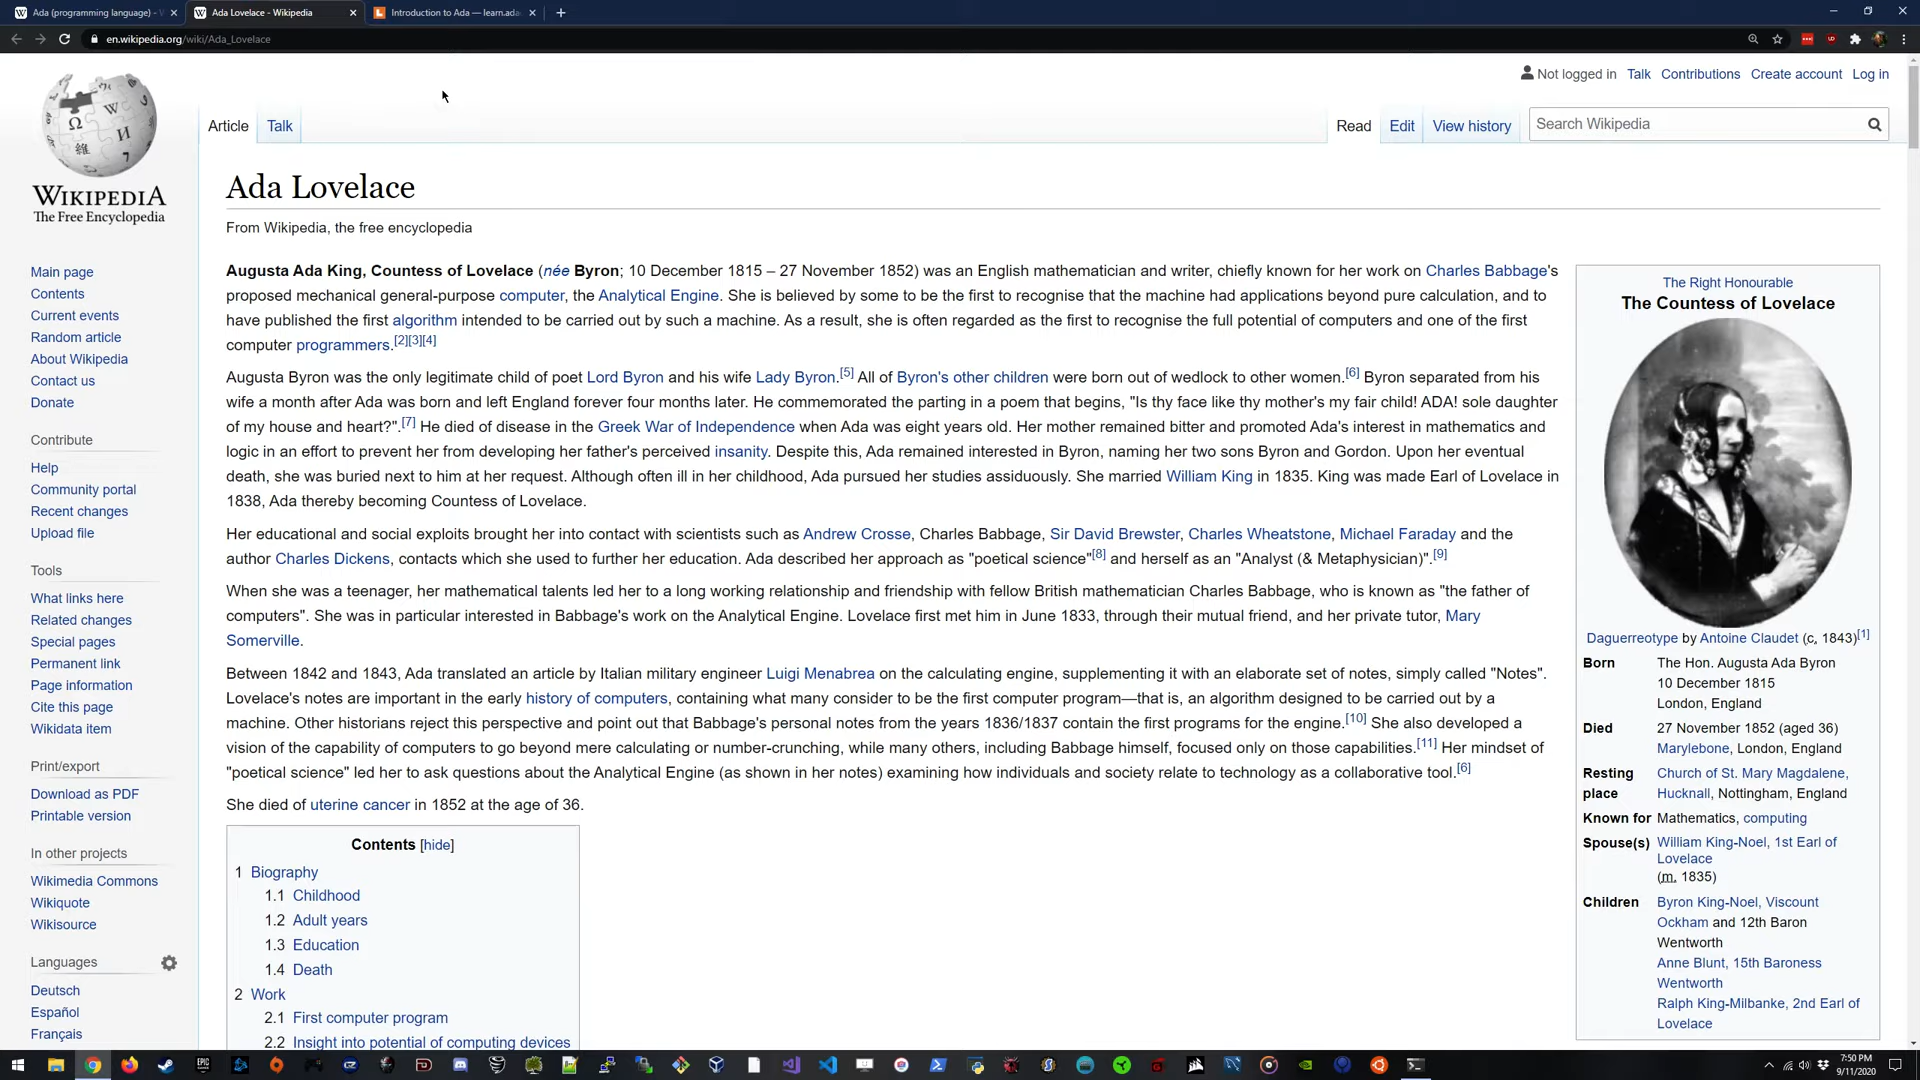 Ada (programming language) -
Ada Lovelace - Wikipedia
Introduction to Ada — learn.ada
en.wikipedia.org/wiki/Ada_Lovelace
Not logged in Talk Contributions Create account Log in
Article Talk
Read Edit View history
Search Wikipedia
WIKIPEDIA
The Free Encyclopedia
Main page
Contents
Current events
Random article
About Wikipedia
Contact us
Donate
Contribute
Help
Community portal
Recent changes
Upload file
Tools
What links here
Related changes
Special pages
Permanent link
Page information
Cite this page
Wikidata item
Print/export
Download as PDF
Printable version
In other projects
Wikimedia Commons
Wikiquote
Wikisource
Languages
Deutsch
Español
Français
Ada Lovelace
From Wikipedia, the free encyclopedia
Augusta Ada King, Countess of Lovelace (née Byron; 10 December 1815 – 27 November 1852) was an English mathematician and writer, chiefly known for her work on Charles Babbage's
proposed mechanical general-purpose computer, the Analytical Engine. She is believed by some to be the first to recognise that the machine had applications beyond pure calculation, and to
have published the first algorithm intended to be carried out by such a machine. As a result, she is often regarded as the first to recognise the full potential of computers and one of the first
computer programmers.[2][3][4]
Augusta Byron was the only legitimate child of poet Lord Byron and his wife Lady Byron.[5] All of Byron's other children were born out of wedlock to other women.[6] Byron separated from his
wife a month after Ada was born and left England forever four months later. He commemorated the parting in a poem that begins, "Is thy face like thy mother's my fair child! ADA! sole daughter
of my house and heart?".[7] He died of disease in the Greek War of Independence when Ada was eight years old. Her mother remained bitter and promoted Ada's interest in mathematics and
logic in an effort to prevent her from developing her father's perceived insanity. Despite this, Ada remained interested in Byron, naming her two sons Byron and Gordon. Upon her eventual
death, she was buried next to him at her request. Although often ill in her childhood, Ada pursued her studies assiduously. She married William King in 1835. King was made Earl of Lovelace in
1838, Ada thereby becoming Countess of Lovelace.
Her educational and social exploits brought her into contact with scientists such as Andrew Crosse, Charles Babbage, Sir David Brewster, Charles Wheatstone, Michael Faraday and the
author Charles Dickens, contacts which she used to further her education. Ada described her approach as "poetical science"[8] and herself as an "Analyst (& Metaphysician)".[9]
When she was a teenager, her mathematical talents led her to a long working relationship and friendship with fellow British mathematician Charles Babbage, who is known as "the father of
computers". She was in particular interested in Babbage's work on the Analytical Engine. Lovelace first met him in June 1833, through their mutual friend, and her private tutor, Mary
Somerville.
Between 1842 and 1843, Ada translated an article by Italian military engineer Luigi Menabrea on the calculating engine, supplementing it with an elaborate set of notes, simply called "Notes".
Lovelace's notes are important in the early history of computers, containing what many consider to be the first computer program—that is, an algorithm designed to be carried out by a
machine. Other historians reject this perspective and point out that Babbage's personal notes from the years 1836/1837 contain the first programs for the engine.[10] She also developed a
vision of the capability of computers to go beyond mere calculating or number-crunching, while many others, including Babbage himself, focused only on those capabilities.[11] Her mindset of
"poetical science" led her to ask questions about the Analytical Engine (as shown in her notes) examining how individuals and society relate to technology as a collaborative tool.[6]
She died of uterine cancer in 1852 at the age of 36.
Contents [hide]
1 Biography
1.1 Childhood
1.2 Adult years
1.3 Education
1.4 Death
2 Work
2.1 First computer program
2.2 Insight into potential of computing devices
The Right Honourable
The Countess of Lovelace
Daguerreotype by Antoine Claudet (c. 1843)[1]
Born The Hon. Augusta Ada Byron
10 December 1815
London, England
Died 27 November 1852 (aged 36)
Marylebone, London, England
Resting place Church of St. Mary Magdalene,
Hucknall, Nottingham, England
Known for Mathematics, computing
Spouse(s) William King-Noel, 1st Earl of
Lovelace
(m. 1835)
Children Byron King-Noel, Viscount
Ockham and 12th Baron
Wentworth
Anne Blunt, 15th Baroness
Wentworth
Ralph King-Milbanke, 2nd Earl of
Lovelace
7:50 PM
9/11/2020